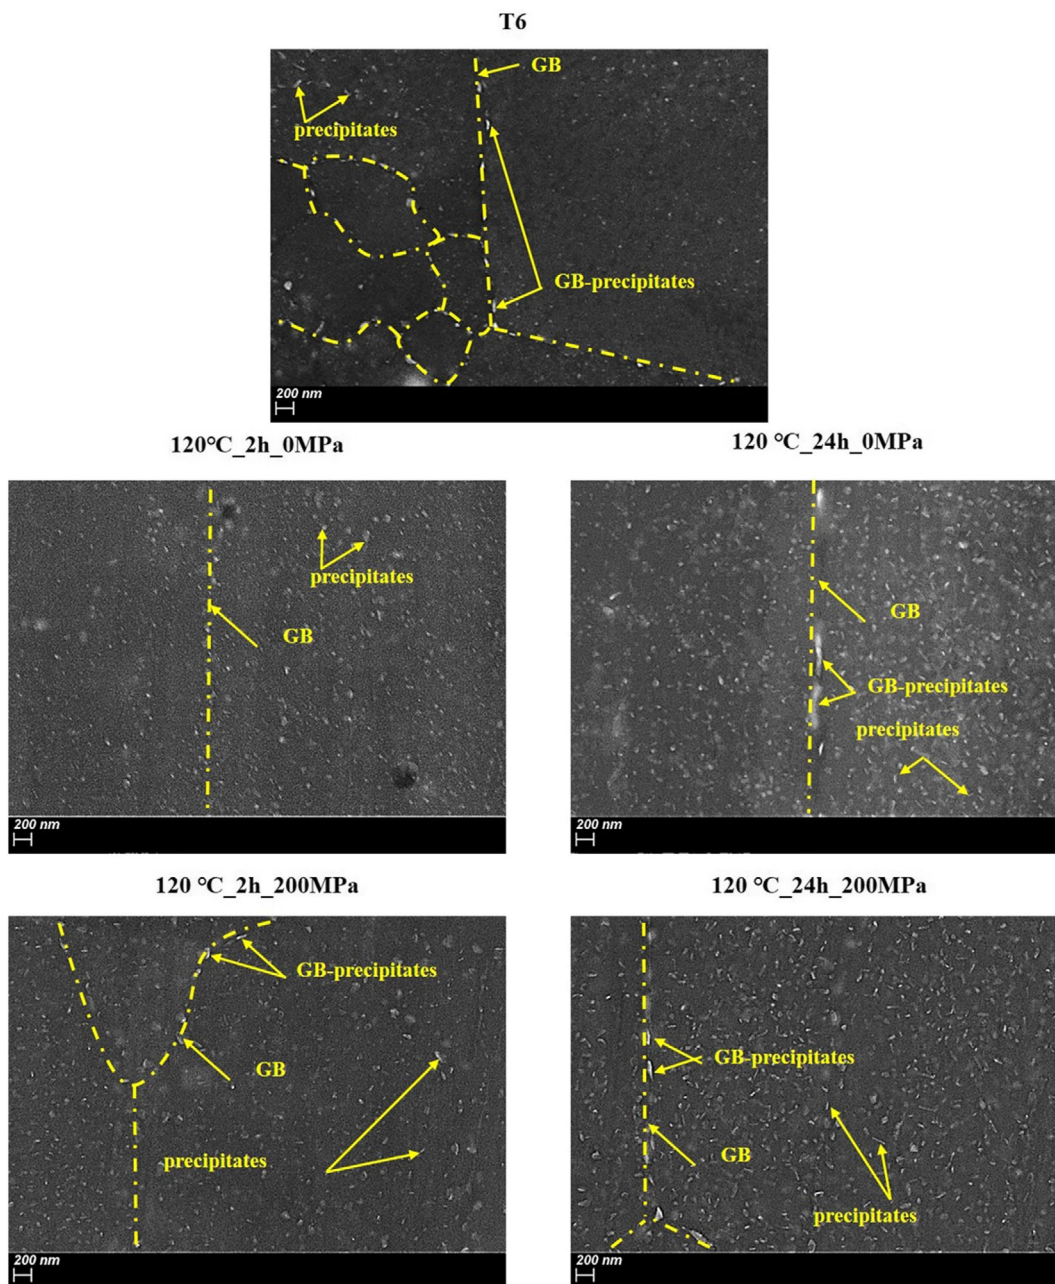 T6
GB
precipitates
GB-precipitates
200 nm
120°C_2h_0MPa
120 °C_24h_0MPa
precipitates
GB
GB
GB-precipitates
precipitates
200 nm
200 nm
120 °C_2h_200MPa
120 °C_24h_200MPa
GB-precipitates
GB
precipitates
200 nm
GB-precipitates
GB
precipitates
200 nm